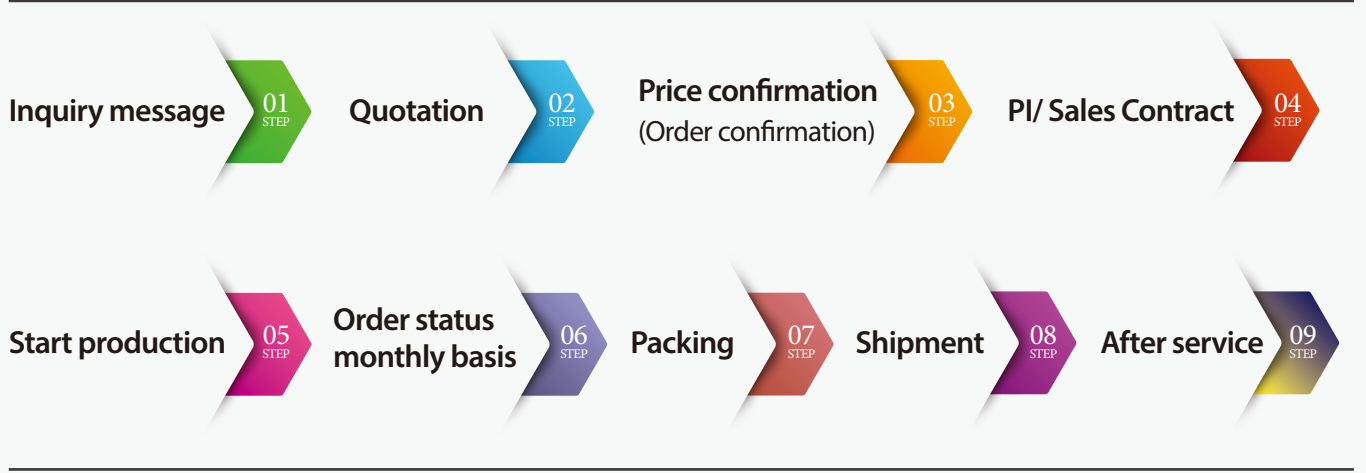 Inquiry message
01
STEP
Quotation
02
STEP
Price confirmation
(Order confirmation)
03
STEP
PI/ Sales Contract
04
STEP
Start production
05
STEP
Order status
monthly basis
06
STEP
Packing
07
STEP
Shipment
08
STEP
After service
09
STEP